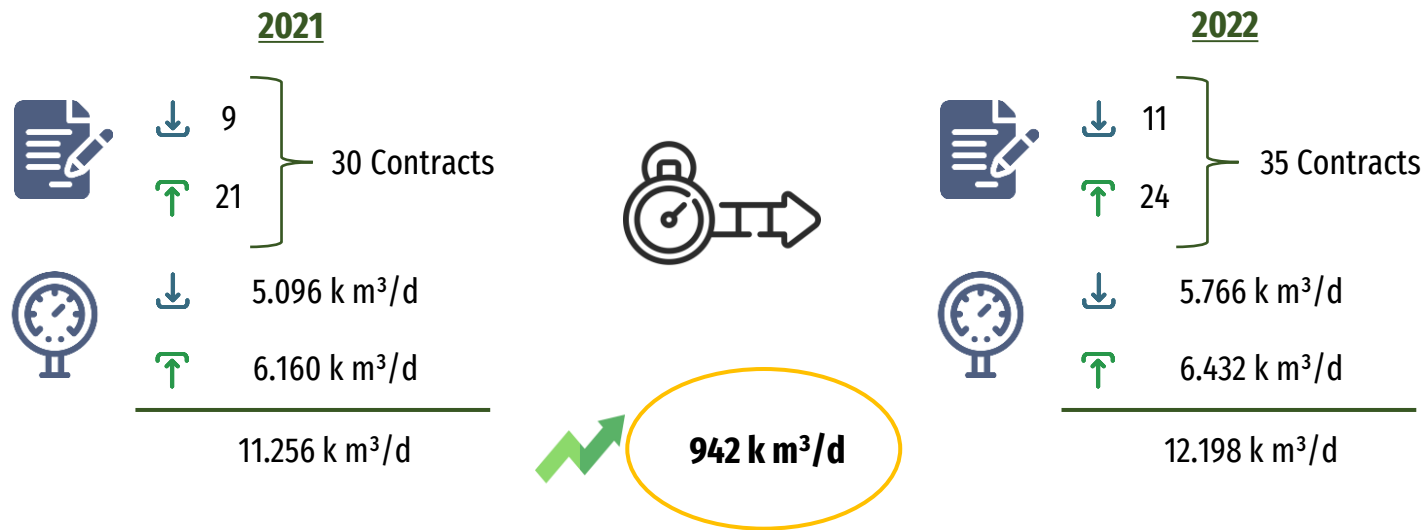 2021
9
21
30 Contracts
5.096 k m³/d
6.160 k m³/d
11.256 k m³/d
942 k m³/d
2022
11
24
35 Contracts
5.766 k m³/d
6.432 k m³/d
12.198 k m³/d